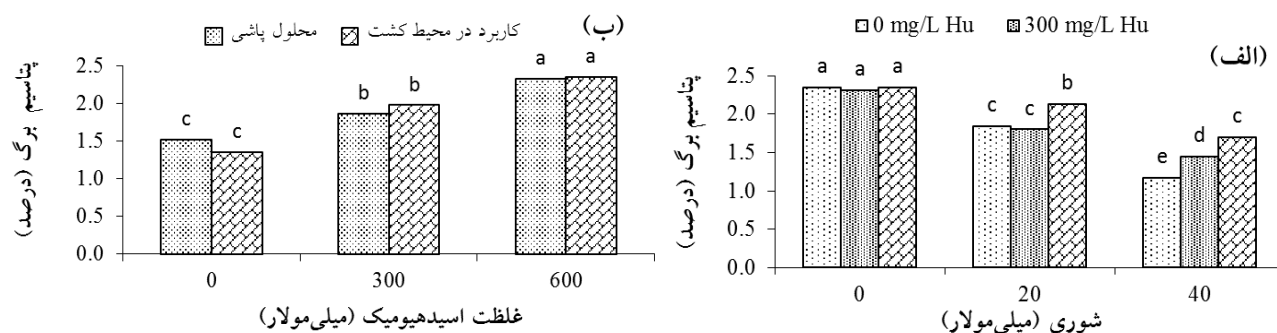 (الف)
0 mg/L Hu
300 mg/L Hu
پتاسیم برگ (درصد)
2.5
2.0
1.5
1.0
0.5
0.0
a a a
c c b
e d c
0 20 40
شوری (میلی‌مولار)
(ب)
محلول پاشی
کاربرد در محیط کشت
پتاسیم برگ (درصد)
2.5
2.0
1.5
1.0
0.5
0.0
c c
b b
a a
0 300 600
غلظت اسیدهیومیک (میلی‌مولار)